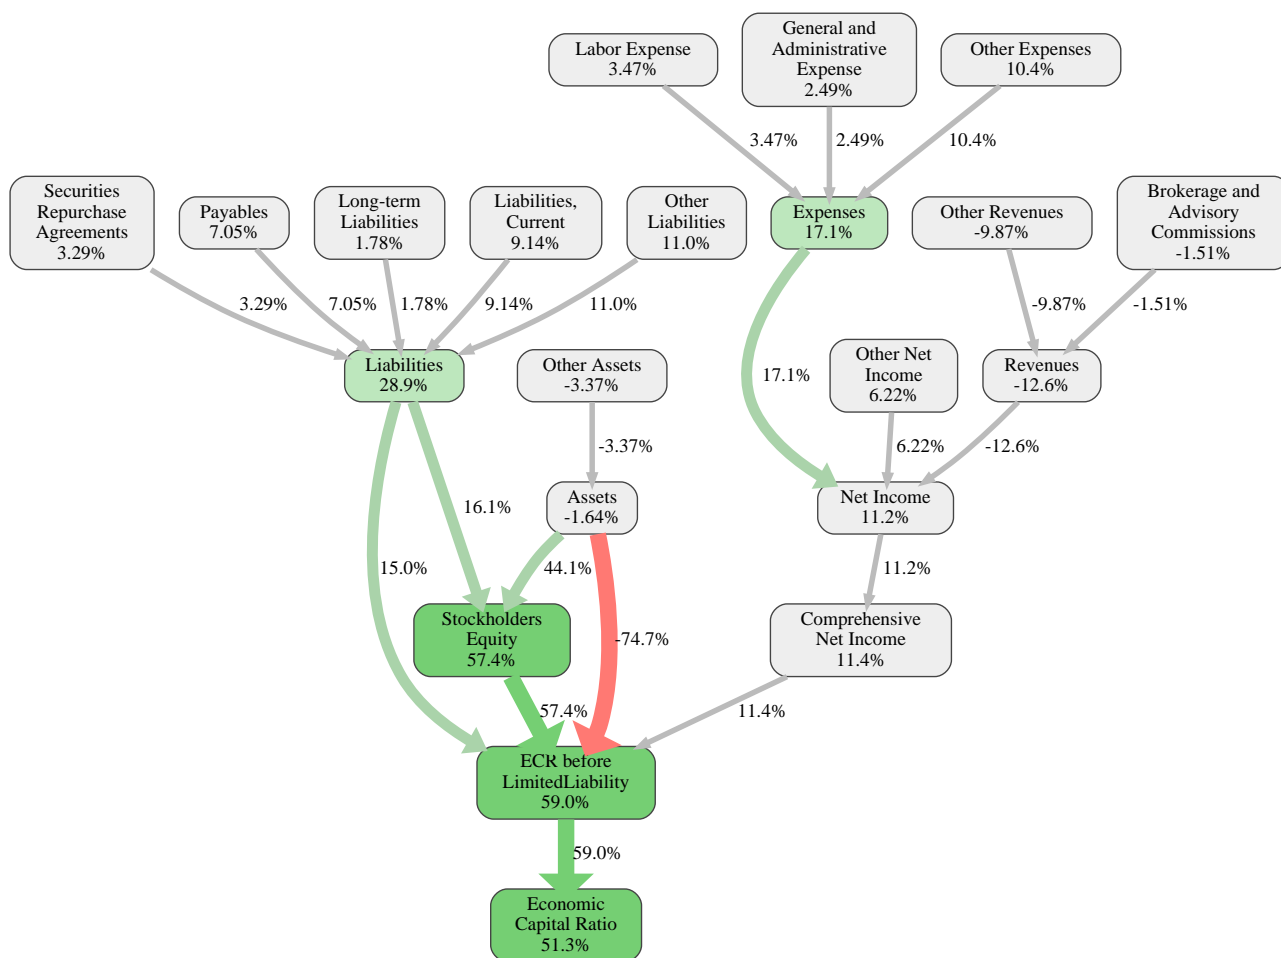 Labor Expense
3.47%
General and
Administrative
Expense
2.49%
Other Expenses
10.4%
3.47%
2.49%
10.4%
Securities
Repurchase
Agreements
3.29%
Payables
7.05%
Long-term
Liabilities
1.78%
Liabilities,
Current
9.14%
Other
Liabilities
11.0%
Expenses
17.1%
Other Revenues
-9.87%
Brokerage and
Advisory
Commissions
-1.51%
3.29%
7.05%
1.78%
9.14%
11.0%
-9.87%
-1.51%
Liabilities
28.9%
Other Assets
-3.37%
17.1%
Other Net
Income
6.22%
Revenues
-12.6%
-3.37%
6.22%
-12.6%
Assets
-1.64%
Net Income
11.2%
16.1%
15.0%
44.1%
11.2%
Stockholders
Equity
57.4%
-74.7%
Comprehensive
Net Income
11.4%
57.4%
11.4%
ECR before
LimitedLiability
59.0%
59.0%
Economic
Capital Ratio
51.3%